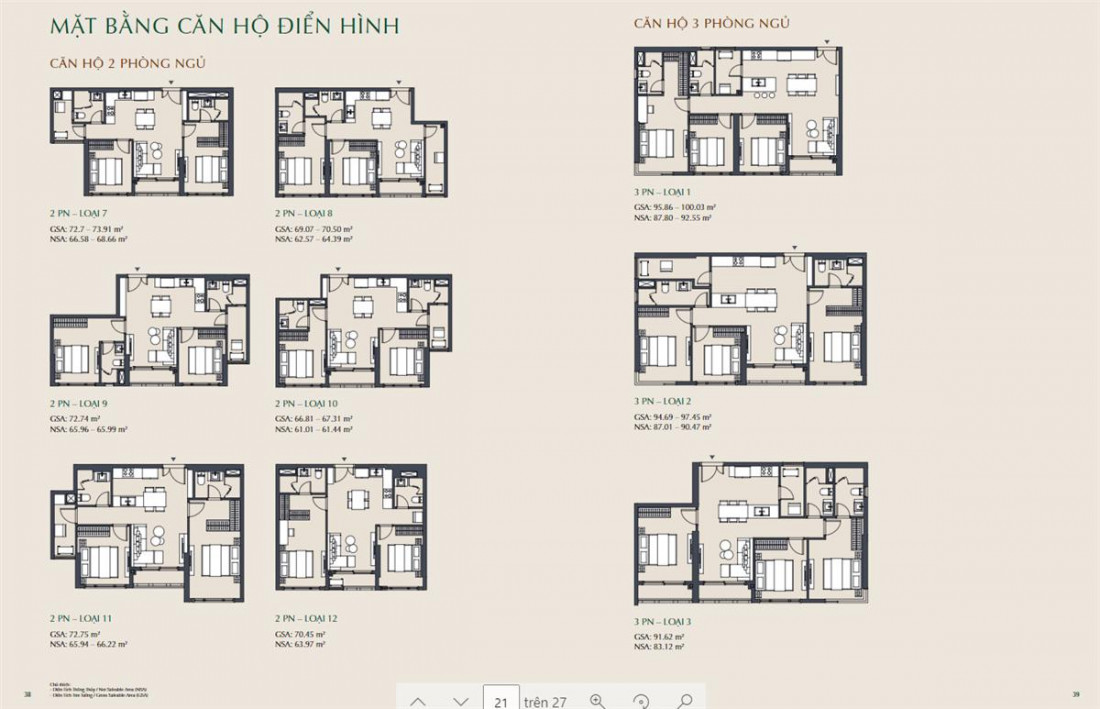 MẶT BẰNG CĂN HỘ ĐIỂN HÌNH
CĂN HỘ 2 PHÒNG NGỦ
2 PN – LOẠI 7
GSA: 72.7 – 73.91 m²
NSA: 66.58 – 68.66 m²
2 PN – LOẠI 8
GSA: 69.07 – 70.50 m²
NSA: 62.57 – 64.39 m²
2 PN – LOẠI 9
GSA: 72.74 m²
NSA: 65.96 – 65.99 m²
2 PN – LOẠI 10
GSA: 66.81 – 67.31 m²
NSA: 61.01 – 61.44 m²
2 PN – LOẠI 11
GSA: 72.75 m²
NSA: 65.94 – 66.22 m²
2 PN – LOẠI 12
GSA: 70.45 m²
NSA: 63.97 m²
CĂN HỘ 3 PHÒNG NGỦ
3 PN – LOẠI 1
GSA: 95.86 – 100.03 m²
NSA: 87.80 – 92.55 m²
3 PN – LOẠI 2
GSA: 94.69 – 97.45 m²
NSA: 87.01 – 90.47 m²
3 PN – LOẠI 3
GSA: 91.62 m²
NSA: 83.12 m²
38
- Diện tích thông thủy / Net Saleable Area (NSA)
- Diện tích tim tường / Gross Saleable Area (GSA)
21 trên 27
39